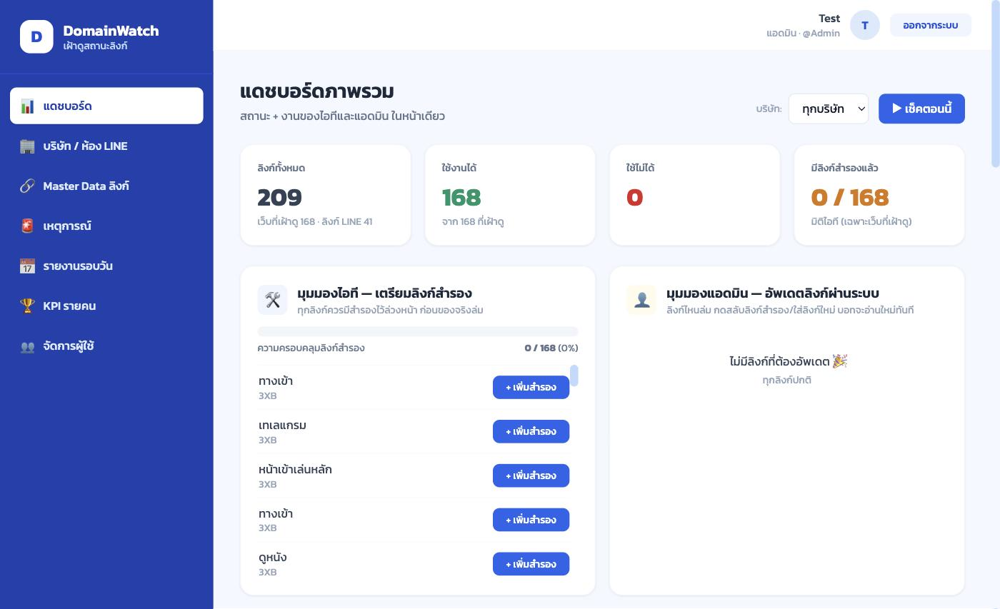 D
DomainWatch
เฝ้าดูสถานะลิงก์
แดชบอร์ด
บริษัท / ห้อง LINE
Master Data ลิงก์
เหตุการณ์
17
รายงานรอบวัน
KPI รายคน
จัดการผู้ใช้
Test
แอดมิน · @Admin
T
ออกจากระบบ
แดชบอร์ดภาพรวม
สถานะ + งานของไอทีและแอดมิน ในหน้าเดียว
บริษัท:
ทุกบริษัท
▶ เช็คตอนนี้
ลิงก์ทั้งหมด
209
เว็บที่เฝ้าดู 168 · ลิงก์ LINE 41
ใช้งานได้
168
จาก 168 ที่เฝ้าดู
ใช้ไม่ได้
0
มีลิงก์สำรองแล้ว
0 / 168
มิติไอที (เฉพาะเว็บที่เฝ้าดู)
มุมมองไอที — เตรียมลิงก์สำรอง
ทุกลิงก์ควรมีสำรองไว้ล่วงหน้า ก่อนของจริงล่ม
ความครอบคลุมลิงก์สำรอง
0 / 168 (0%)
ทางเข้า
3XB
+ เพิ่มสำรอง
เทเลแกรม
3XB
+ เพิ่มสำรอง
หน้าเข้าเล่นหลัก
3XB
+ เพิ่มสำรอง
ทางเข้า
3XB
+ เพิ่มสำรอง
ดูหนัง
3XB
+ เพิ่มสำรอง
มุมมองแอดมิน — อัพเดตลิงก์ผ่านระบบ
ลิงก์ไหนล่ม กดสลับลิงก์สำรอง/ใส่ลิงก์ใหม่ บอทจะอ่านใหม่ทันที
ไม่มีลิงก์ที่ต้องอัพเดต 🎉
ทุกลิงก์ปกติ